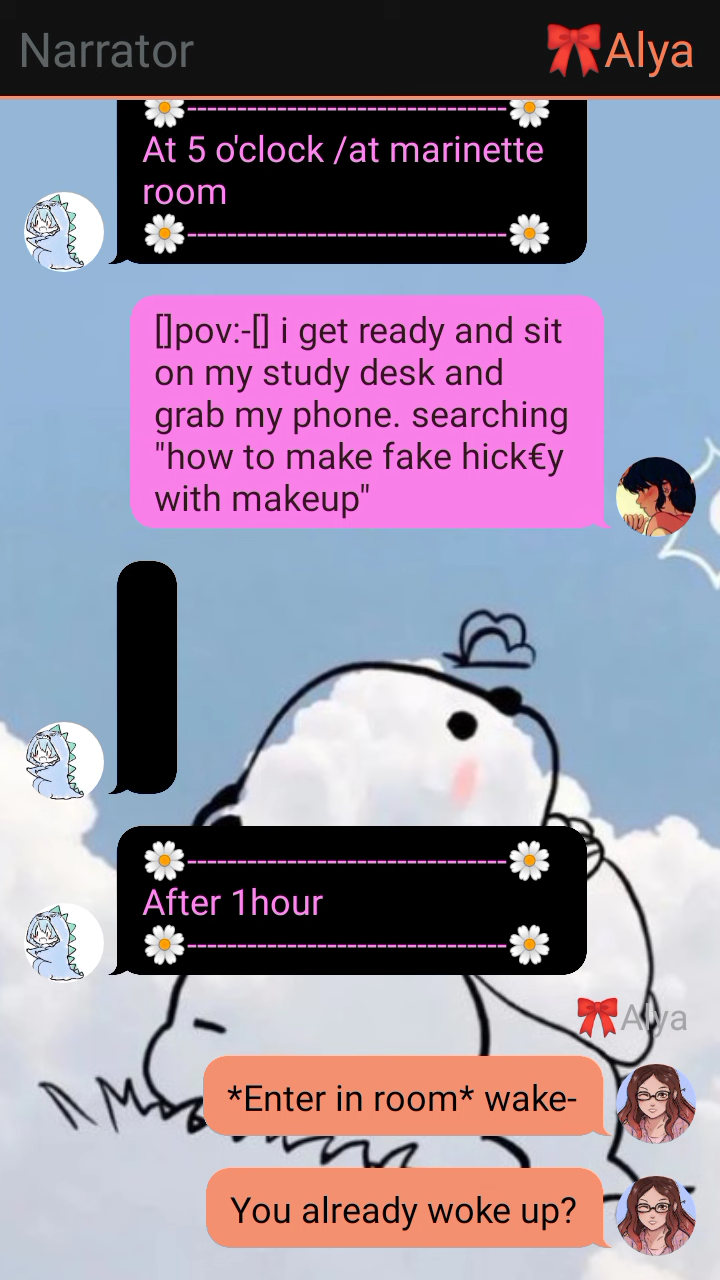 Narrator
🎀Alya
🌼--------------------------------🌼
At 5 o'clock /at marinette
room
🌼--------------------------------🌼
[]pov:-[] i get ready and sit
on my study desk and
grab my phone. searching
"how to make fake hick€y
with makeup"
🌼--------------------------------🌼
After 1hour
🌼--------------------------------🌼
🎀Alya
*Enter in room* wake-
You already woke up?